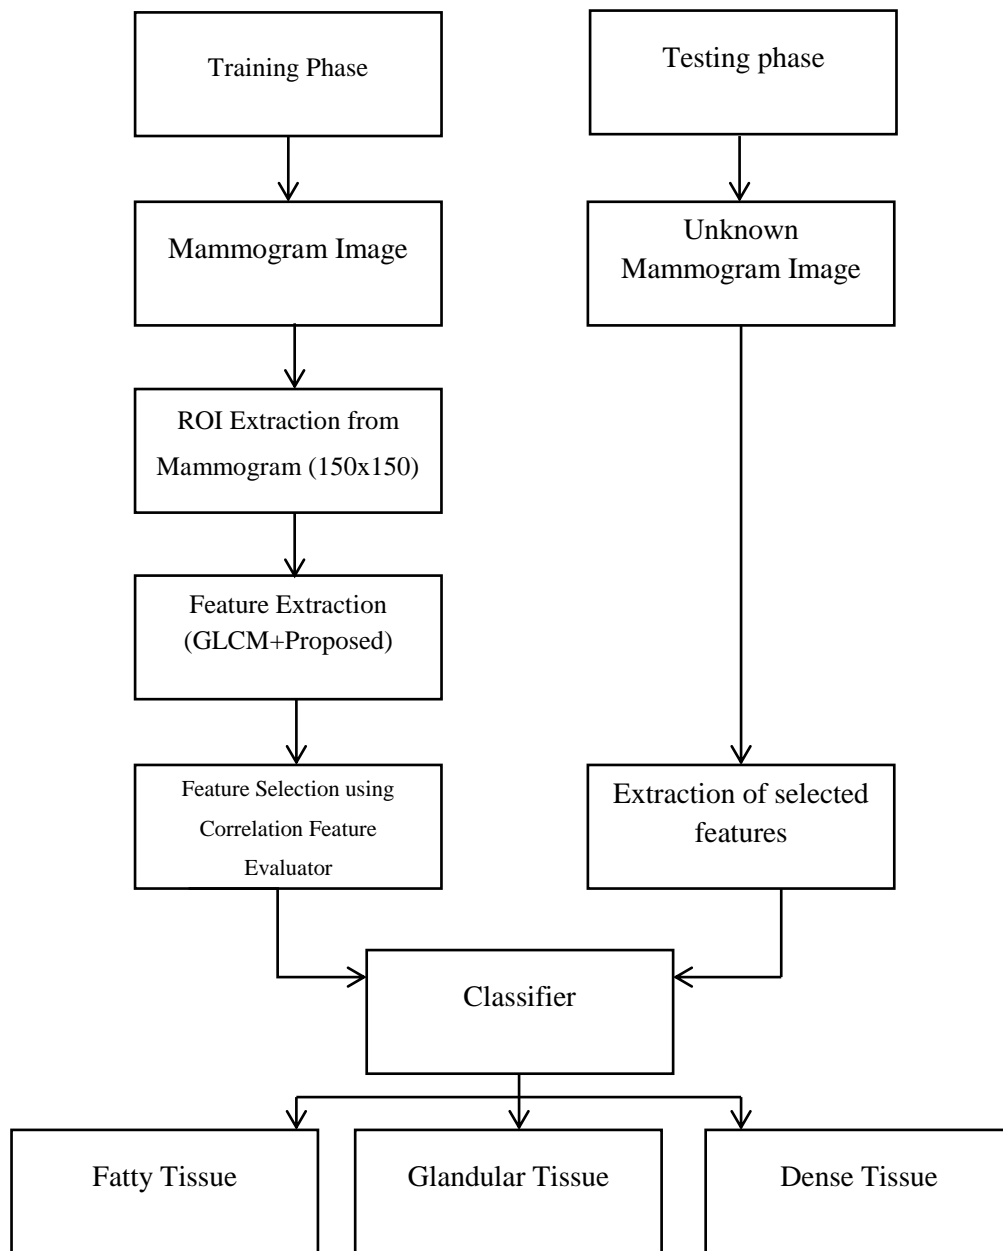 Training Phase
Testing phase
Mammogram Image
Unknown
Mammogram Image
ROI Extraction from
Mammogram (150x150)
Feature Extraction
(GLCM+Proposed)
Feature Selection using
Correlation Feature
Evaluator
Extraction of selected
features
Classifier
Fatty Tissue
Glandular Tissue
Dense Tissue